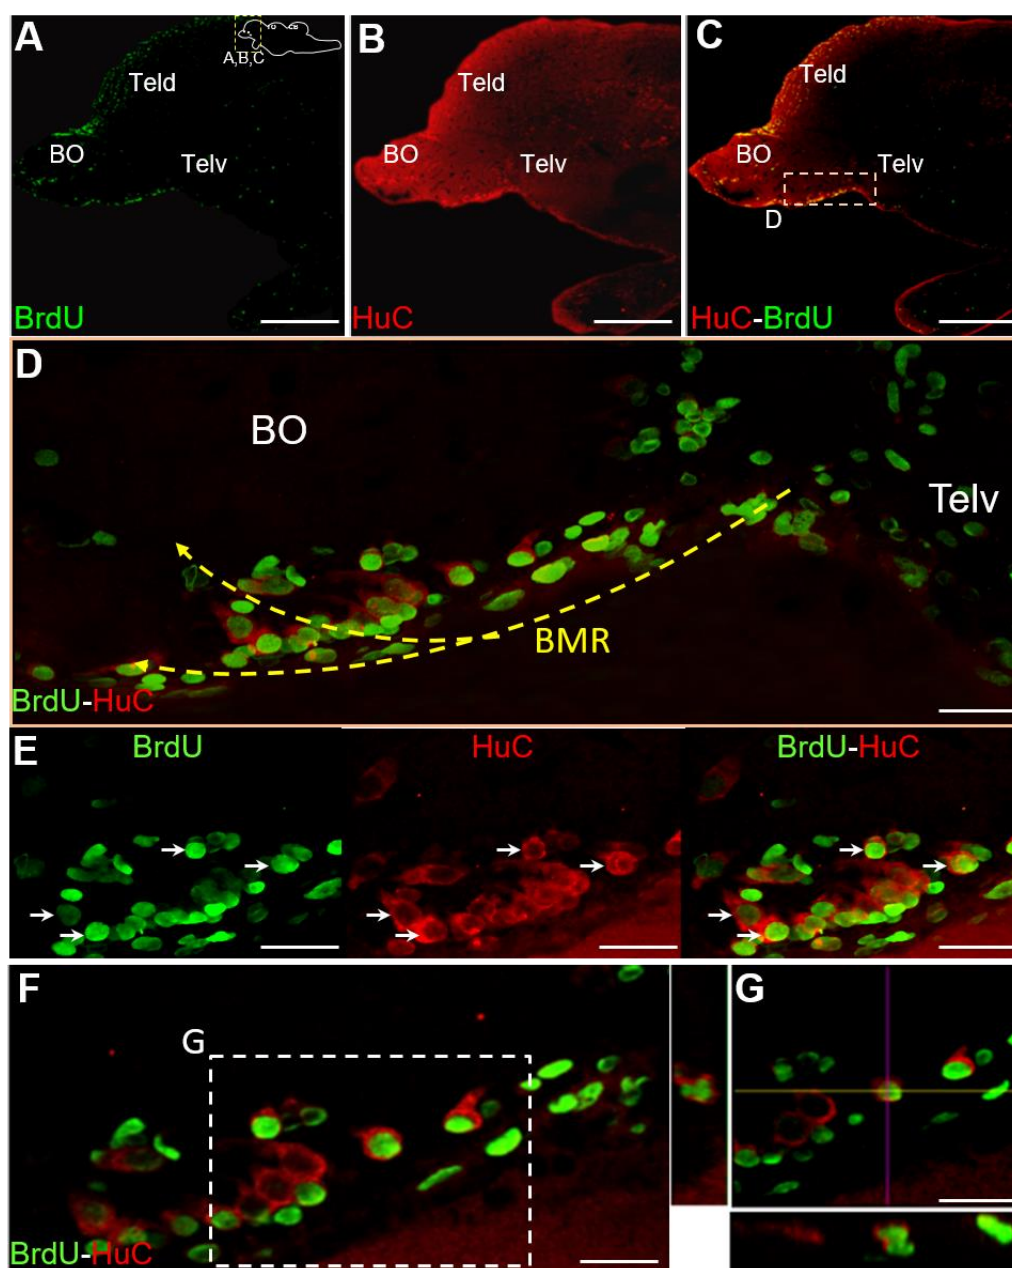 A
A,B,C
Teld
BO
Telv
BrdU
B
Teld
BO
Telv
HuC
C
Teld
BO
Telv
D
HuC-BrdU
D
BO
Telv
BMR
BrdU-HuC
E
BrdU
HuC
BrdU-HuC
F
G
BrdU-HuC
G